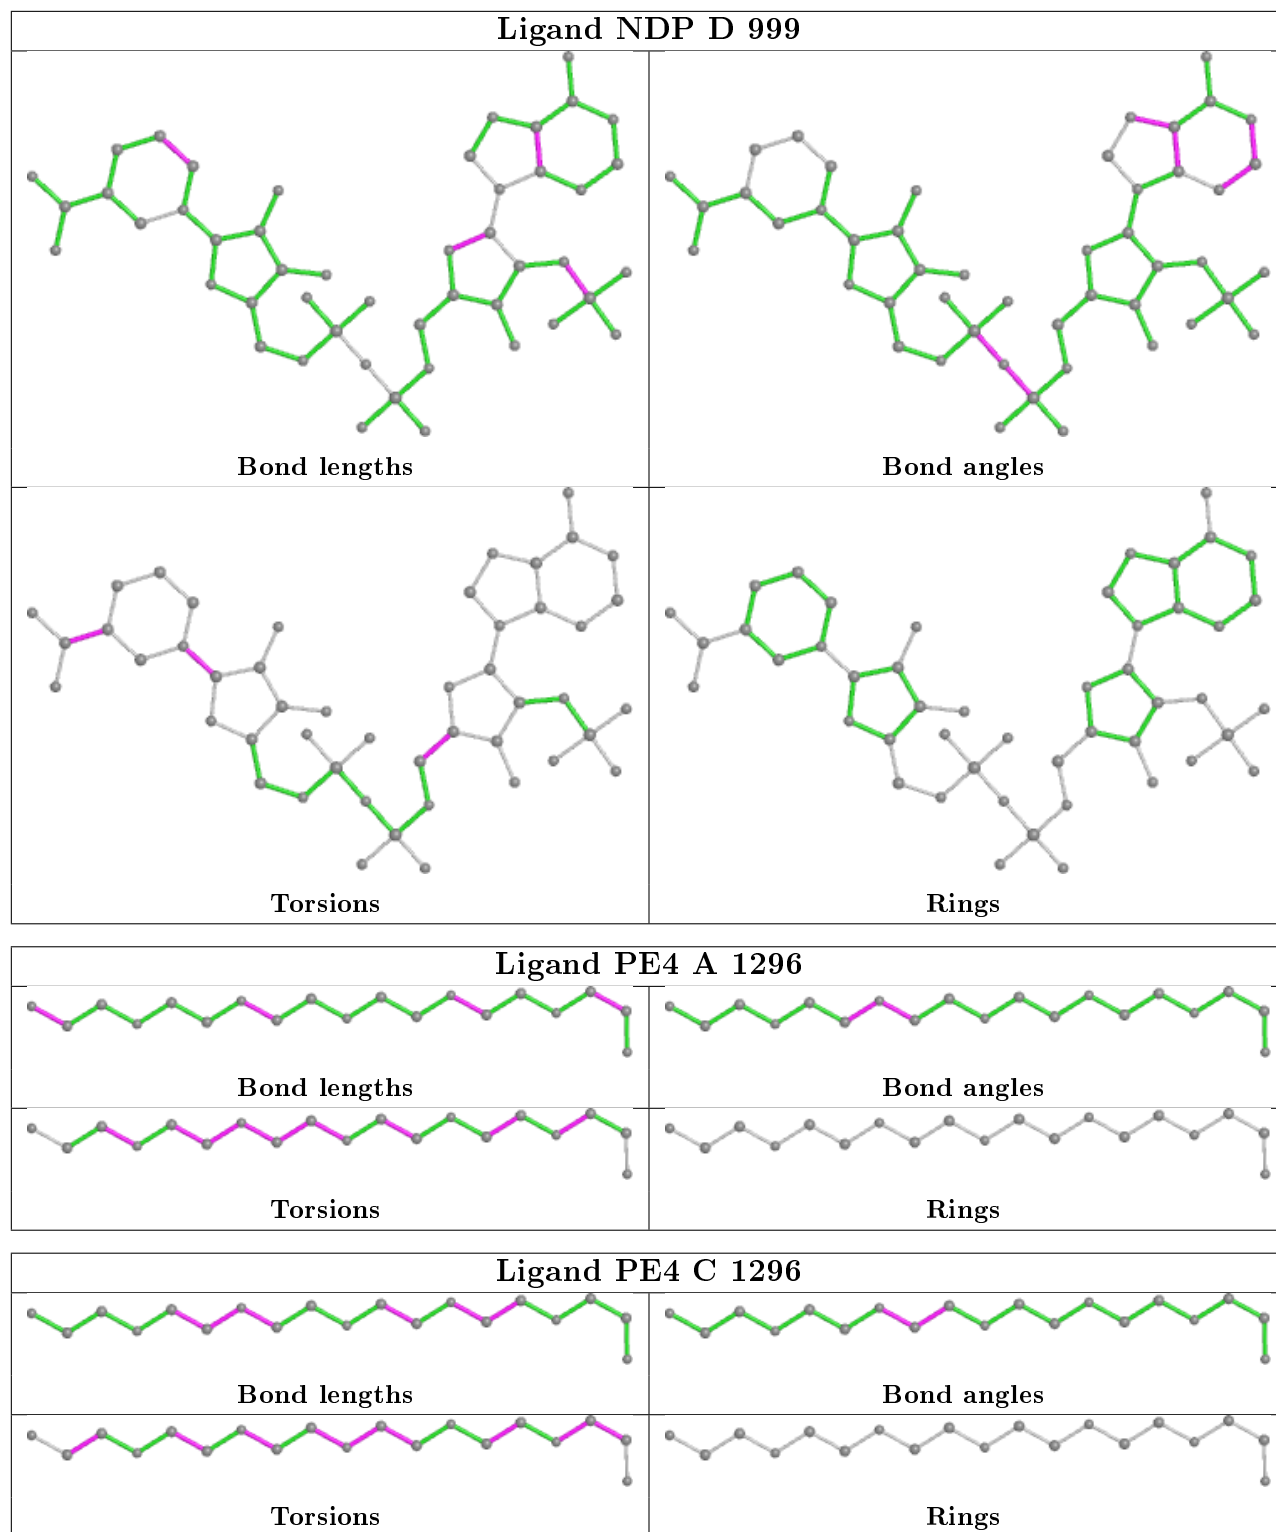 Ligand NDP D 999
Bond lengths
Bond angles
Torsions
Rings
Ligand PE4 A 1296
Bond lengths
Bond angles
Torsions
Rings
Ligand PE4 C 1296
Bond lengths
Bond angles
Torsions
Rings